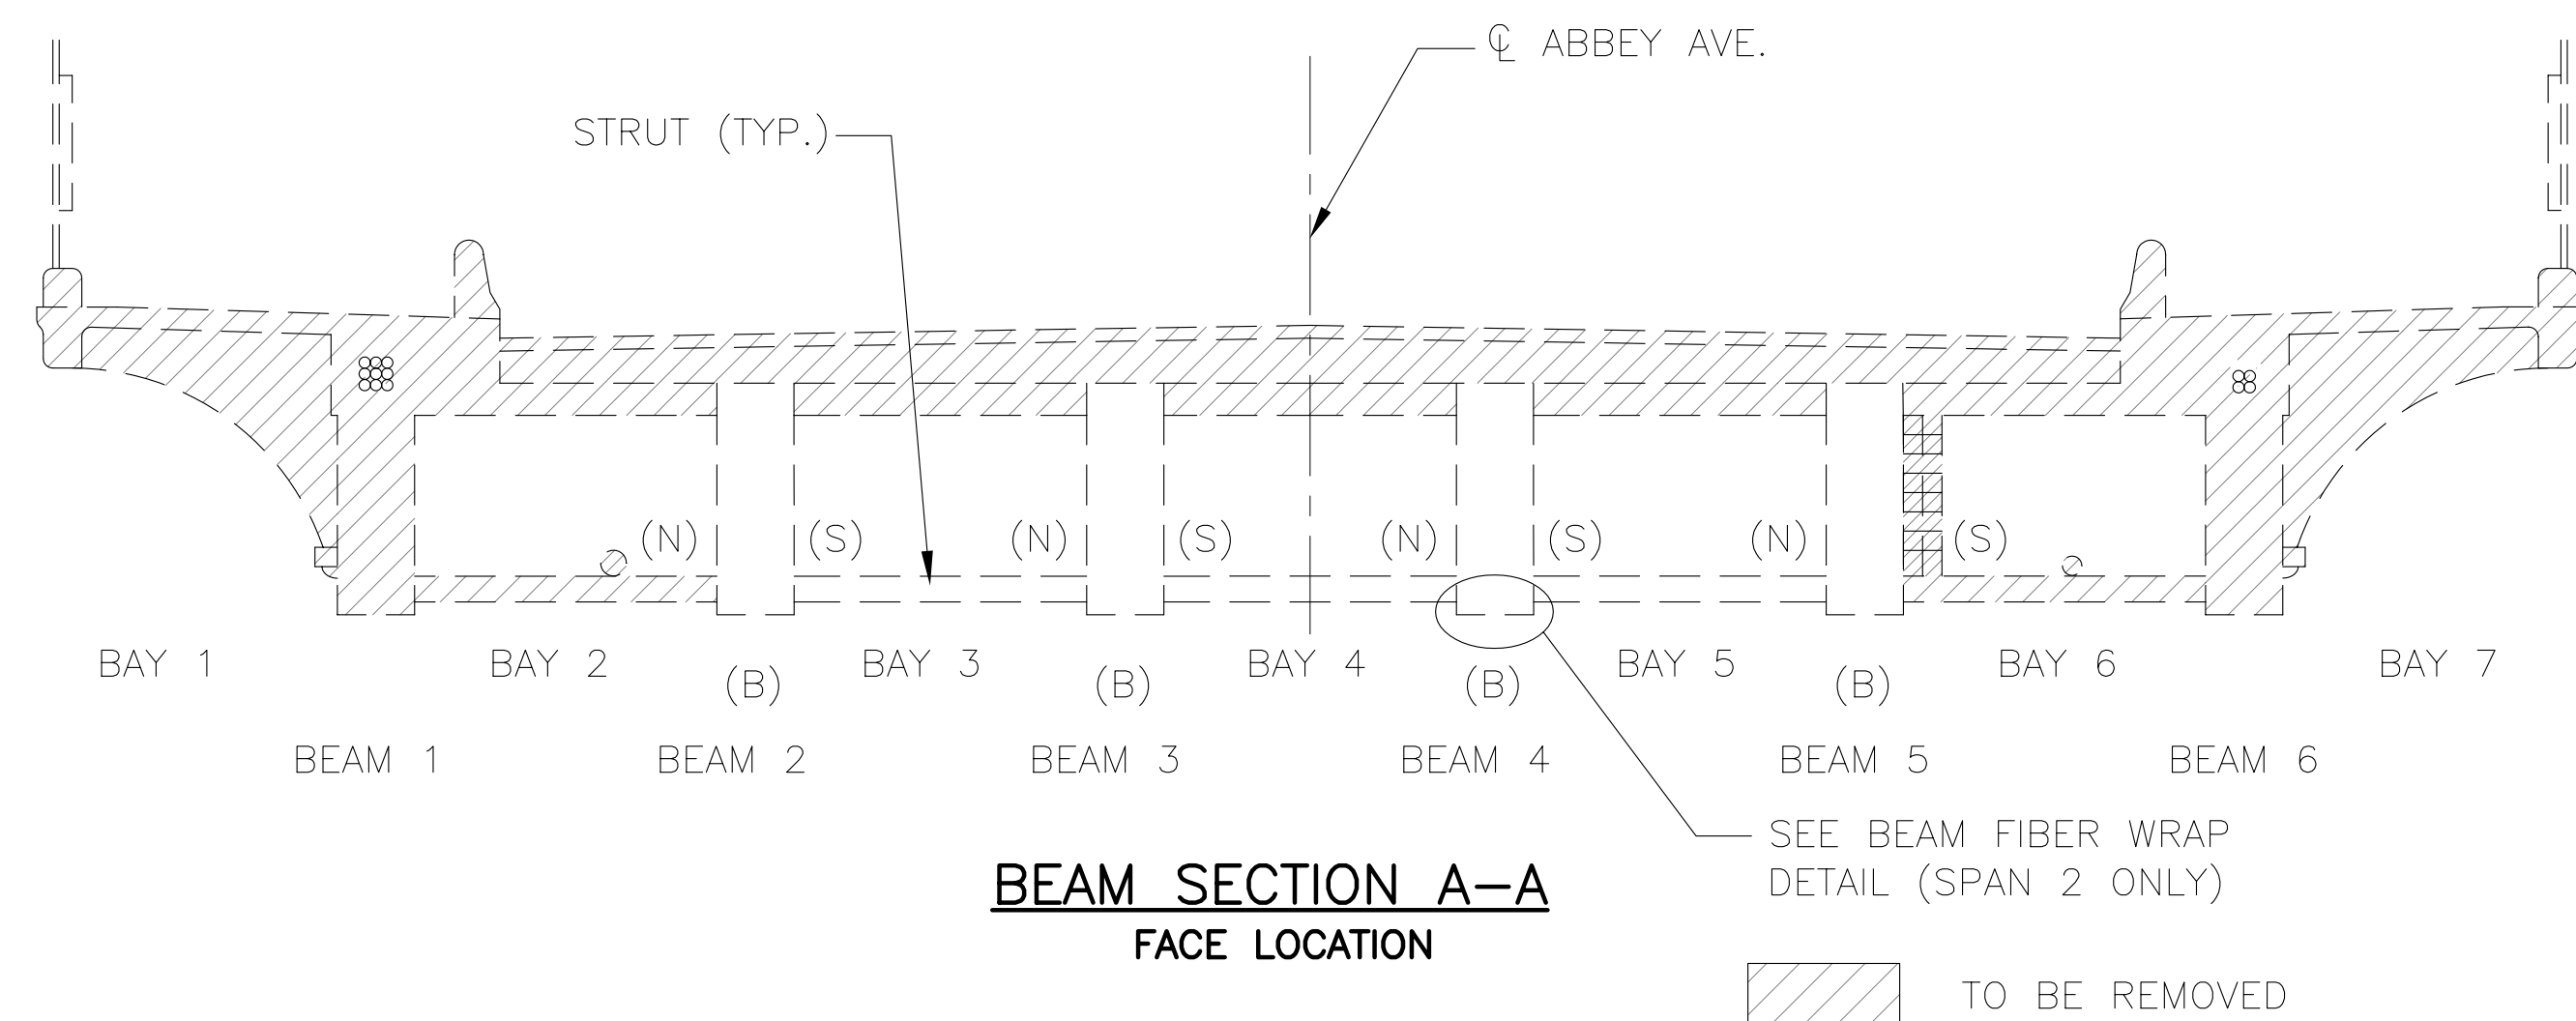 ℄ ABBEY AVE.
STRUT (TYP.)
(N) (S) (N) (S) (N) (S) (N) (S)
BAY 1 BAY 2 BAY 3 BAY 4 BAY 5 BAY 6 BAY 7
(B) (B) (B) (B)
BEAM 1 BEAM 2 BEAM 3 BEAM 4 BEAM 5 BEAM 6
SEE BEAM FIBER WRAP
DETAIL (SPAN 2 ONLY)
BEAM SECTION A-A
FACE LOCATION
TO BE REMOVED